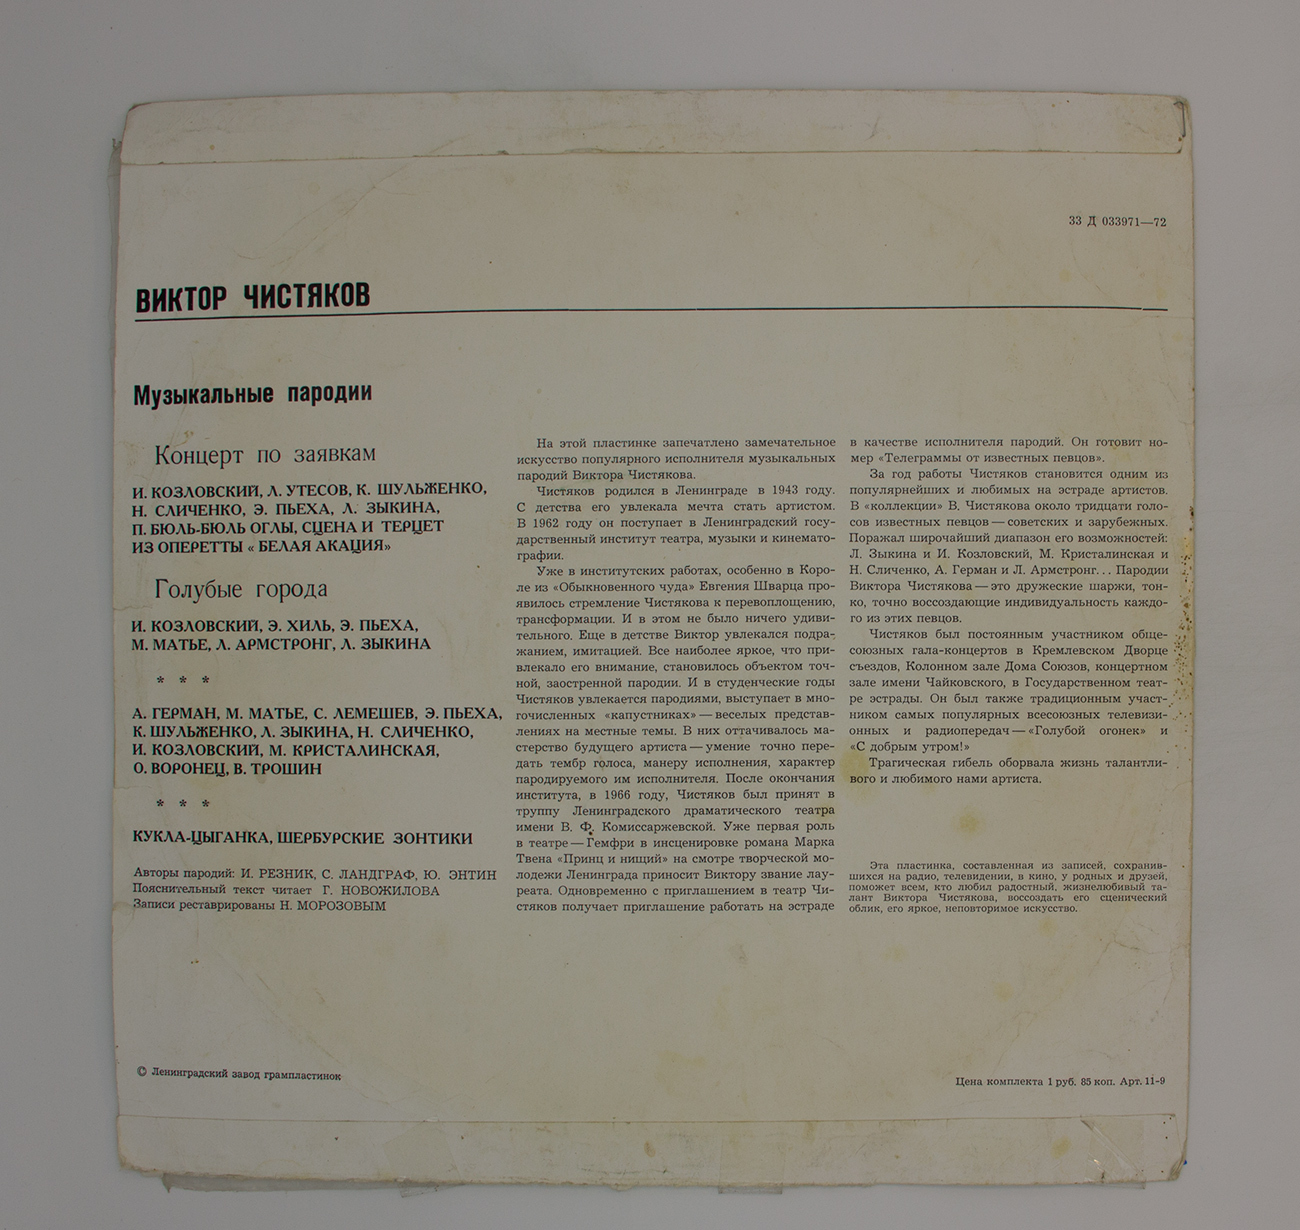 33 Д 033971—72
ВИКТОР ЧИСТЯКОВ
Музыкальные пародии
Концерт по заявкам
И. КОЗЛОВСКИЙ, Л. УТЕСОВ, К. ШУЛЬЖЕНКО,
Н. СЛИЧЕНКО, Э. ПЬЕХА, Л. ЗЫКИНА,
П. БЮЛЬ-БЮЛЬ ОГЛЫ, СЦЕНА И ТЕРЦЕТ
ИЗ ОПЕРЕТТЫ « БЕЛАЯ АКАЦИЯ»
Голубые города
И. КОЗЛОВСКИЙ, Э. ХИЛЬ, Э. ПЬЕХА,
М. МАТЬЕ, Л. АРМСТРОНГ, Л. ЗЫКИНА
* * *
А. ГЕРМАН, М. МАТЬЕ, С. ЛЕМЕШЕВ, Э. ПЬЕХА,
К. ШУЛЬЖЕНКО, Л. ЗЫКИНА, Н. СЛИЧЕНКО,
И. КОЗЛОВСКИЙ, М. КРИСТАЛИНСКАЯ,
О. ВОРОНЕЦ, В. ТРОШИН
* * *
КУКЛА-ЦЫГАНКА, ШЕРБУРСКИЕ ЗОНТИКИ
Авторы пародий: И. РЕЗНИК, С. ЛАНДГРАФ, Ю. ЭНТИН
Пояснительный текст читает Г. НОВОЖИЛОВА
Записи реставрированы Н. МОРОЗОВЫМ
На этой пластинке запечатлено замечательное
искусство популярного исполнителя музыкальных
пародий Виктора Чистякова.
Чистяков родился в Ленинграде в 1943 году.
С детства его увлекала мечта стать артистом.
В 1962 году он поступает в Ленинградский госу-
дарственный институт театра, музыки и кинемато-
графии.
Уже в институтских работах, особенно в Коро-
ле из «Обыкновенного чуда» Евгения Шварца про-
явилось стремление Чистякова к перевоплощению,
трансформации. И в этом не было ничего удиви-
тельного. Еще в детстве Виктор увлекался подра-
жанием, имитацией. Все наиболее яркое, что при-
влекало его внимание, становилось объектом точ-
ной, заостренной пародии. И в студенческие годы
Чистяков увлекается пародиями, выступает в мно-
гочисленных «капустниках» — веселых представ-
лениях на местные темы. В них оттачивалось ма-
стерство будущего артиста — умение точно пере-
дать тембр голоса, манеру исполнения, характер
пародируемого им исполнителя. После окончания
института, в 1966 году, Чистяков был принят в
труппу Ленинградского драматического театра
имени В. Ф. Комиссаржевской. Уже первая роль
в театре — Гемфри в инсценировке романа Марка
Твена «Принц и нищий» на смотре творческой мо-
лодежи Ленинграда приносит Виктору звание лау-
реата. Одновременно с приглашением в театр Чи-
стяков получает приглашение работать на эстраде
в качестве исполнителя пародий. Он готовит но-
мер «Телеграммы от известных певцов».
За год работы Чистяков становится одним из
популярнейших и любимых на эстраде артистов.
В «коллекции» В. Чистякова около тридцати голо-
сов известных певцов — советских и зарубежных.
Поражал широчайший диапазон его возможностей:
Л. Зыкина и И. Козловский, М. Кристалинская и
Н. Сличенко, А. Герман и Л. Армстронг... Пародии
Виктора Чистякова — это дружеские шаржи, тон-
ко, точно воссоздающие индивидуальность каждо-
го из этих певцов.
Чистяков был постоянным участником обще-
союзных гала-концертов в Кремлевском Дворце
съездов, Колонном зале Дома Союзов, концертном
зале имени Чайковского, в Государственном теат-
ре эстрады. Он был также традиционным участ-
ником самых популярных всесоюзных телевизи-
онных и радиопередач — «Голубой огонек» и
«С добрым утром!»
Трагическая гибель оборвала жизнь талантли-
вого и любимого нами артиста.
Эта пластинка, составленная из записей, сохранив-
шихся на радио, телевидении, в кино, у родных и друзей,
поможет всем, кто любил радостный, жизнелюбивый та-
лант Виктора Чистякова, воссоздать его сценический
облик, его яркое, неповторимое искусство.
© Ленинградский завод грампластинок
Цена комплекта 1 руб. 85 коп. Арт. 11-9